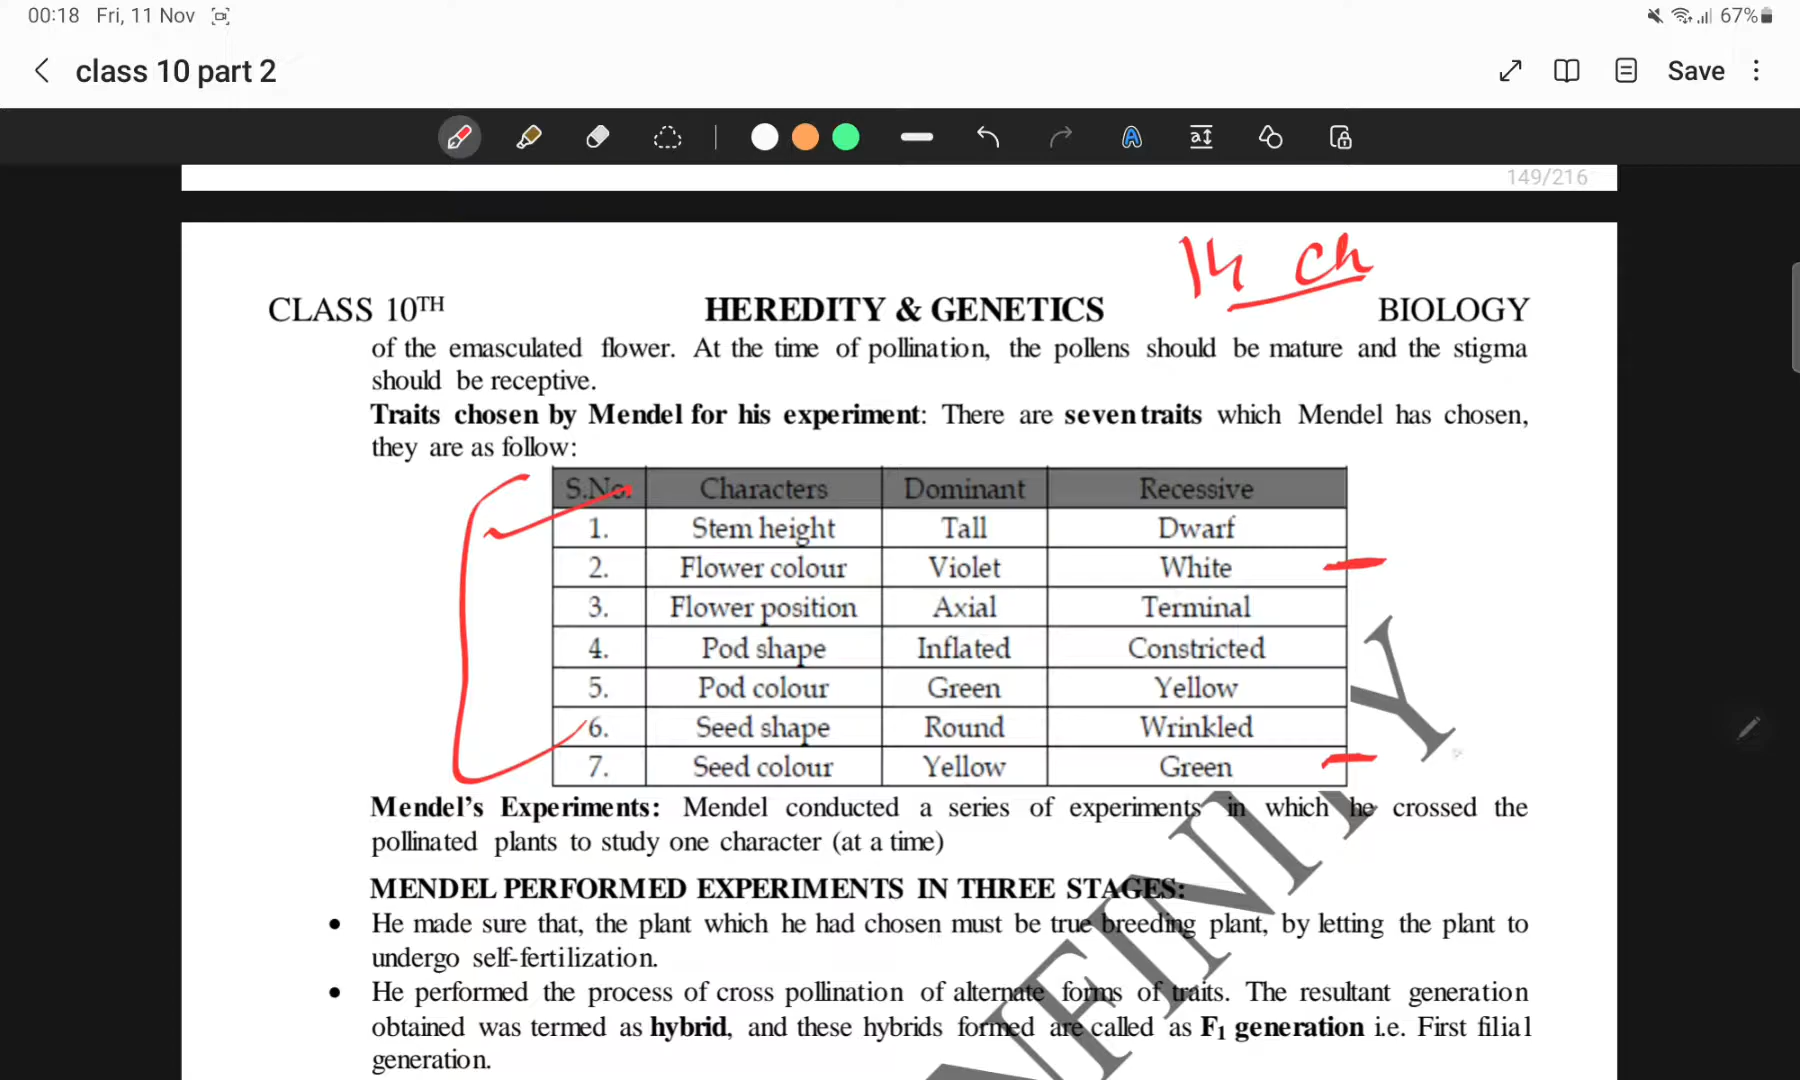 00:18 Fri, 11 Nov 67%
class 10 part 2 Save
149/216
14 ch
CLASS 10TH HEREDITY & GENETICS BIOLOGY
of the emasculated flower. At the time of pollination, the pollens should be mature and the stigma
should be receptive.
Traits chosen by Mendel for his experiment: There are seven traits which Mendel has chosen,
they are as follow:
S.No. Characters Dominant Recessive
1. Stem height Tall Dwarf
2. Flower colour Violet White
3. Flower position Axial Terminal
4. Pod shape Inflated Constricted
5. Pod colour Green Yellow
6. Seed shape Round Wrinkled
7. Seed colour Yellow Green
Mendel's Experiments: Mendel conducted a series of experiments in which he crossed the
pollinated plants to study one character (at a time)
MENDEL PERFORMED EXPERIMENTS IN THREE STAGES:
• He made sure that, the plant which he had chosen must be true breeding plant, by letting the plant to
undergo self-fertilization.
• He performed the process of cross pollination of alternate forms of traits. The resultant generation
obtained was termed as hybrid, and these hybrids formed are called as F1 generation i.e. First filial
generation.
NFINITY